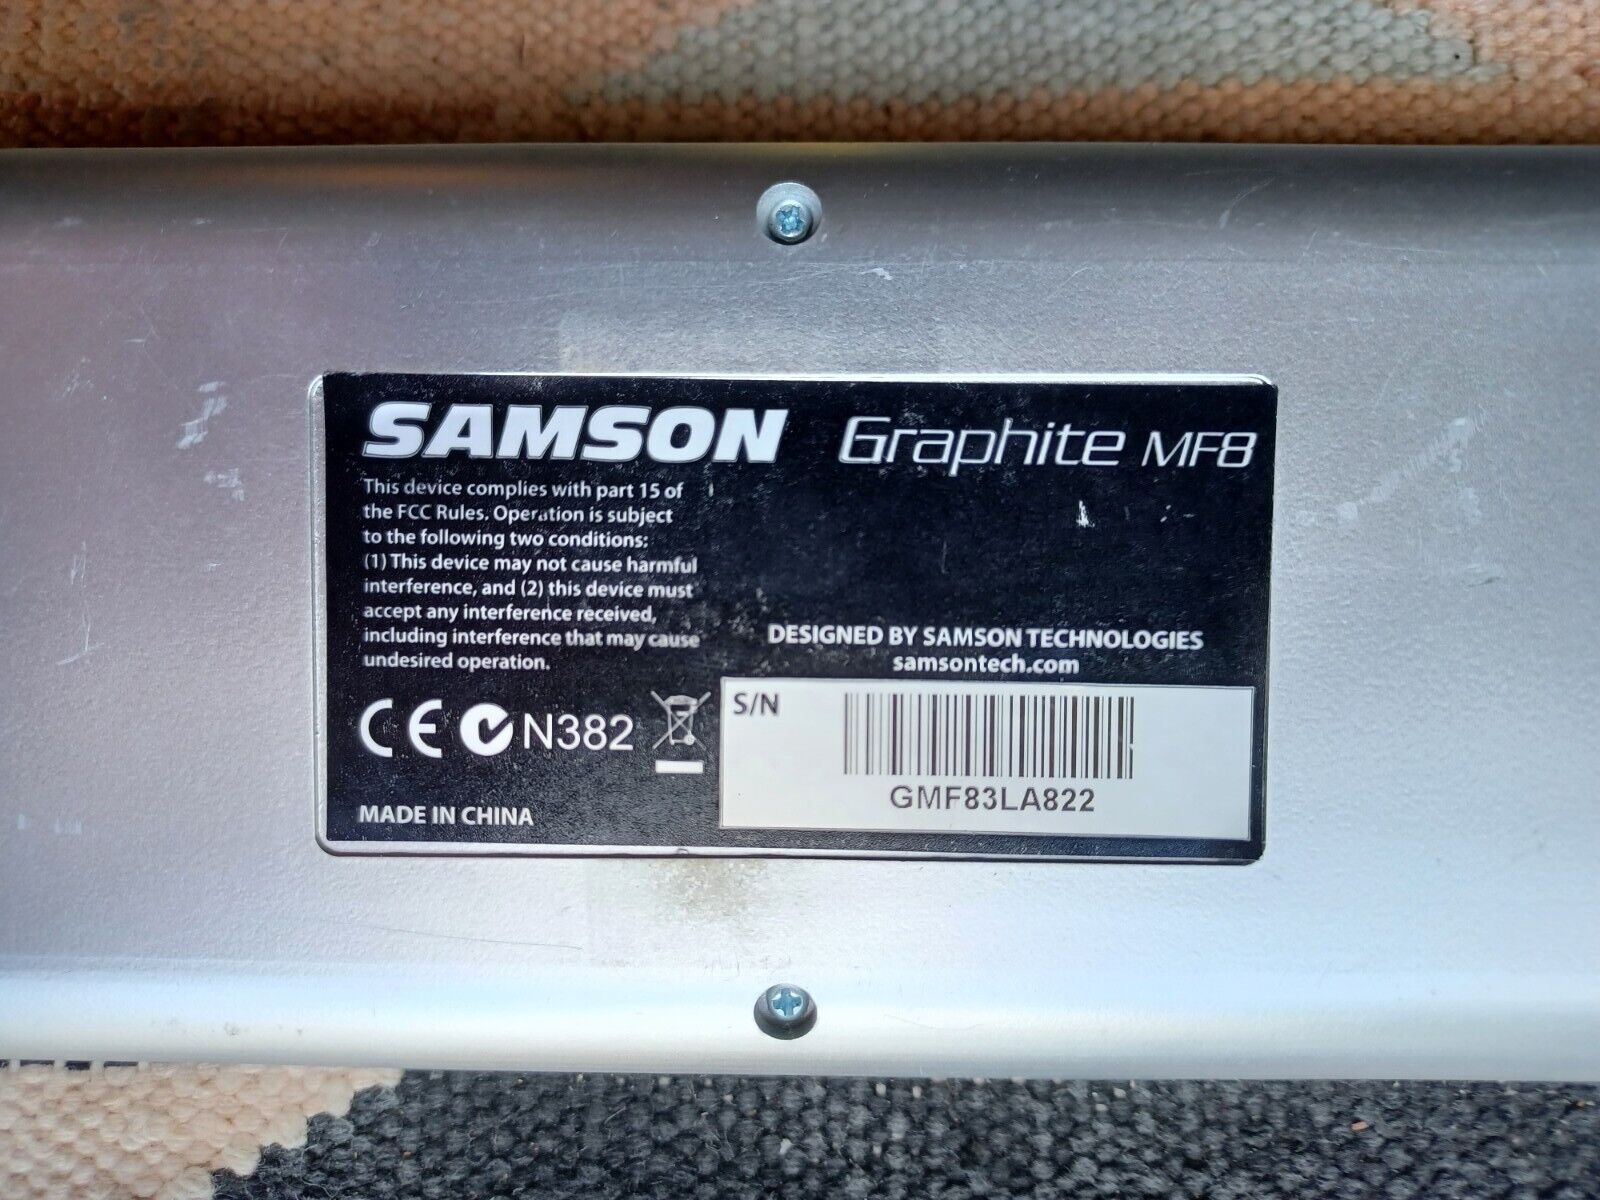 SAMSON Graphite MF8
This device complies with part 15 of
the FCC Rules. Operation is subject
to the following two conditions:
(1) This device may not cause harmful
interference, and (2) this device must
accept any interference received,
including interference that may cause
undesired operation.
DESIGNED BY SAMSON TECHNOLOGIES
samsontech.com
CE N382
S/N
GMF83LA822
MADE IN CHINA